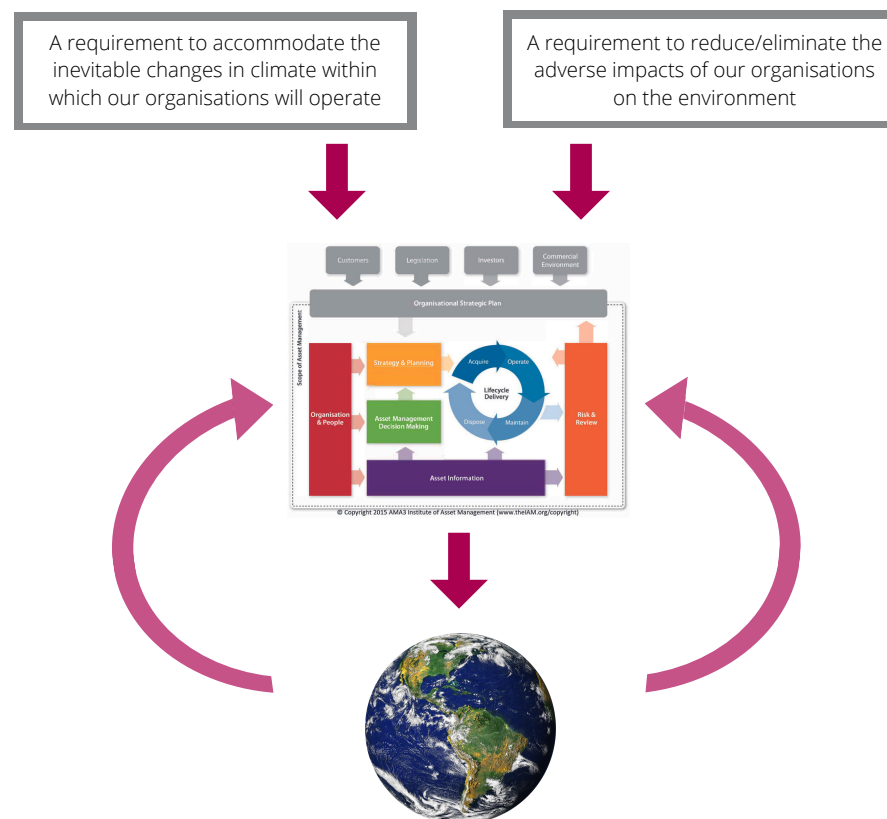 A requirement to accommodate the
inevitable changes in climate within
which our organisations will operate
A requirement to reduce/eliminate the
adverse impacts of our organisations
on the environment
Customers
Legislation
Investors
Commercial
Environment
Organisational Strategic Plan
Scope of Asset Management
Organisation
& People
Strategy & Planning
Asset Management
Decision Making
Acquire
Operate
Lifecycle
Delivery
Dispose
Maintain
Risk &
Review
Asset Information
© Copyright 2015 AMA3 Institute of Asset Management (www.theIAM.org/copyright)